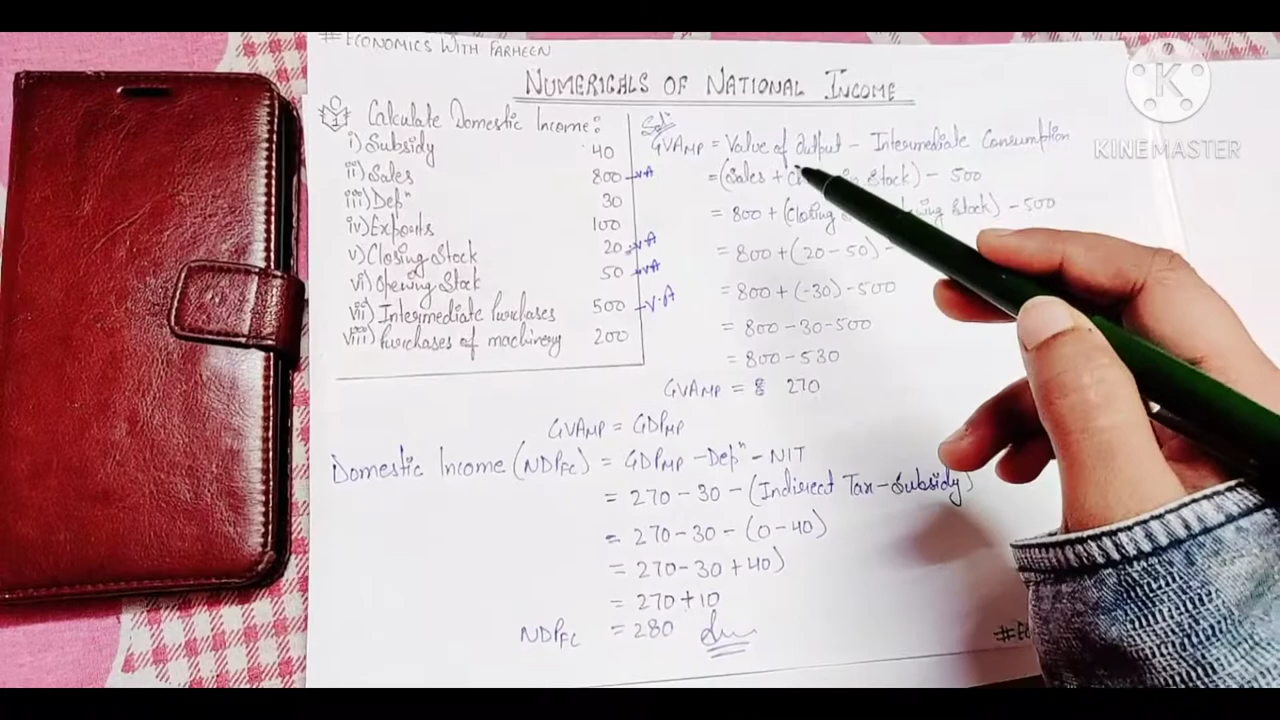 #ECONOMICS WITH FARHEEN
NUMERICALS OF NATIONAL INCOME
Calculate Domestic Income:
i) Subsidy 40
ii) Sales 800 VA
iii) Depⁿ 30
iv) Exports 100
v) Closing Stock 20 VA
vi) Opening Stock 50 VA
vii) Intermediate Purchases 500 V.A
viii) Purchases of machinery 200
Solⁿ:
GVAMP = Value of Output - Intermediate Consumption
= (Sales + Stock) - 500
= 800 + (Closing Stock) - 500
= 800 + (20 - 50) -
= 800 + (-30) - 500
= 800 - 30 - 500
= 800 - 530
GVAMP = 270
GVAMP = GDPMP
Domestic Income (NDPFC) = GDPMP - Depⁿ - NIT
= 270 - 30 - (Indirect Tax - Subsidy)
= 270 - 30 - (0 - 40)
= 270 - 30 + 40)
= 270 + 10
NDPFC = 280 Ans
K
KINEMASTER